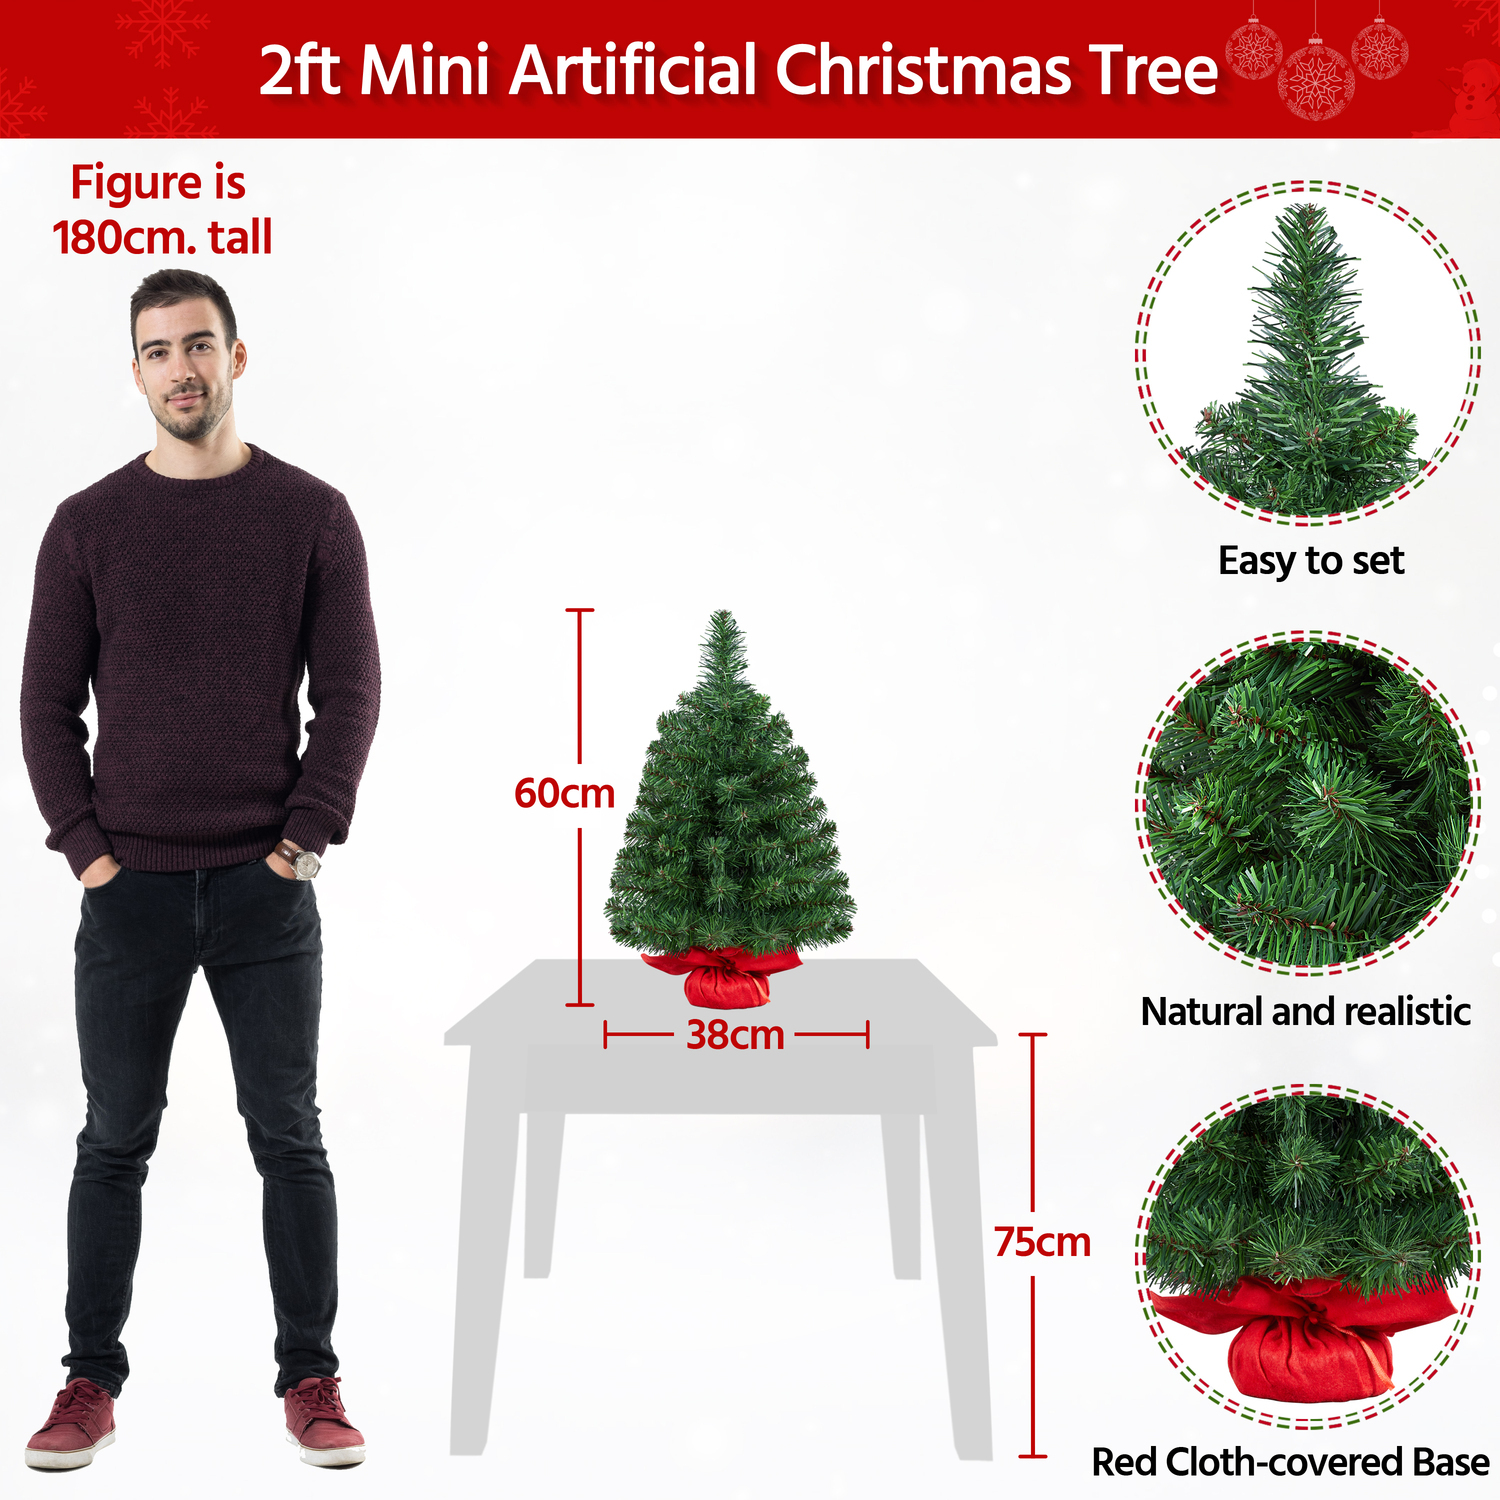 2ft Mini Artificial Christmas Tree
Figure is
180cm. tall
Easy to set
60cm
38cm
Natural and realistic
75cm
Red Cloth-covered Base